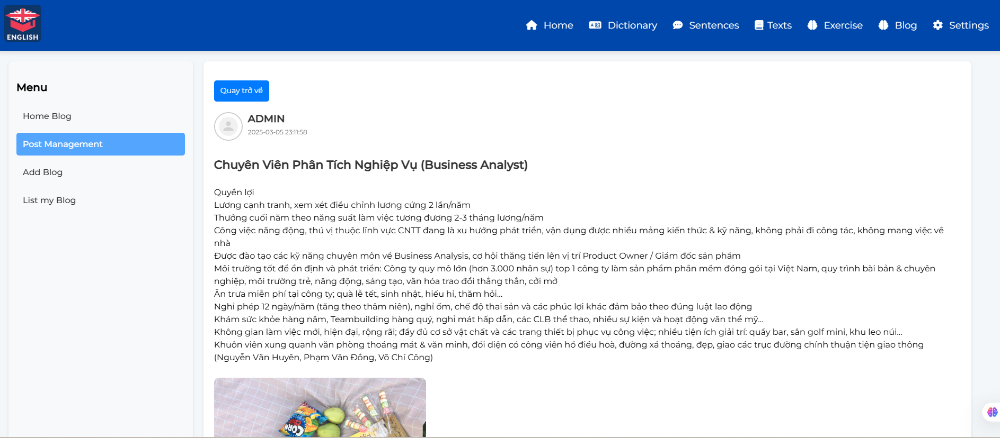 ENGLISH
Home
Dictionary
Sentences
Texts
Exercise
Blog
Settings
Menu
Home Blog
Post Management
Add Blog
List my Blog
Quay trở về
ADMIN
2025-03-05 23:11:58
Chuyên Viên Phân Tích Nghiệp Vụ (Business Analyst)
Quyền lợi
Lương cạnh tranh, xem xét điều chỉnh lương cứng 2 lần/năm
Thưởng cuối năm theo năng suất làm việc tương đương 2-3 tháng lương/năm
Công việc năng động, thú vị thuộc lĩnh vực CNTT đang là xu hướng phát triển, vận dụng được nhiều mảng kiến thức & kỹ năng, không phải đi công tác, không mang việc về
nhà
Được đào tạo các kỹ năng chuyên môn về Business Analysis, cơ hội thăng tiến lên vị trí Product Owner / Giám đốc sản phẩm
Môi trường tốt để ổn định và phát triển: Công ty quy mô lớn (hơn 3.000 nhân sự) top 1 công ty làm sản phẩm phần mềm đóng gói tại Việt Nam, quy trình bài bản & chuyên
nghiệp, môi trường trẻ, năng động, sáng tạo, văn hóa trao đổi thẳng thắn, cởi mở
Ăn trưa miễn phí tại công ty; quà lễ tết, sinh nhật, hiếu hỉ, thăm hỏi...
Nghỉ phép 12 ngày/năm (tăng theo thâm niên), nghỉ ốm, chế độ thai sản và các phúc lợi khác đảm bảo theo đúng luật lao động
Khám sức khỏe hàng năm, Teambuilding hàng quý, nghỉ mát hấp dẫn, các CLB thể thao, nhiều sự kiện và hoạt động văn thể mỹ...
Không gian làm việc mới, hiện đại, rộng rãi; đầy đủ cơ sở vật chất và các trang thiết bị phục vụ công việc; nhiều tiện ích giải trí: quầy bar, sân golf mini, khu leo núi...
Khuôn viên xung quanh văn phòng thoáng mát & văn minh, đối diện có công viên hồ điều hoà, đường xá thoáng, đẹp, giao các trục đường chính thuận tiện giao thông
(Nguyễn Văn Huyên, Phạm Văn Đồng, Võ Chí Công)
CORN